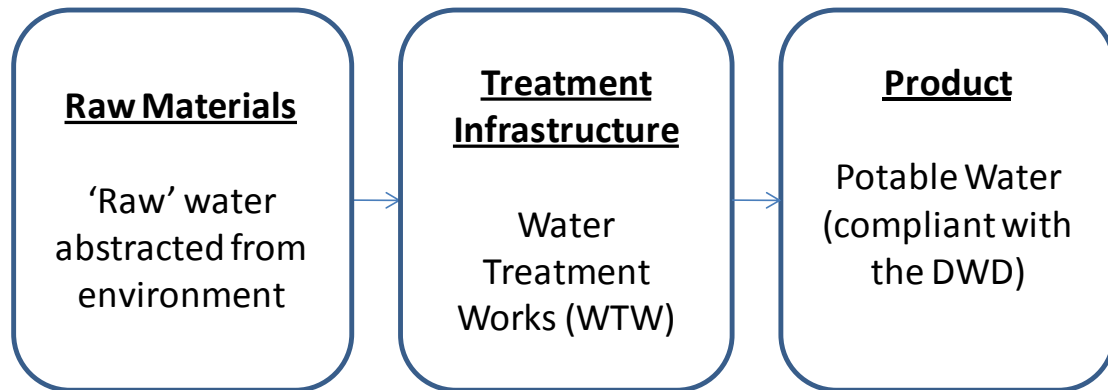 Raw Materials
‘Raw’ water
abstracted from
environment
Treatment
Infrastructure
Water
Treatment
Works (WTW)
Product
Potable Water
(compliant with
the DWD)